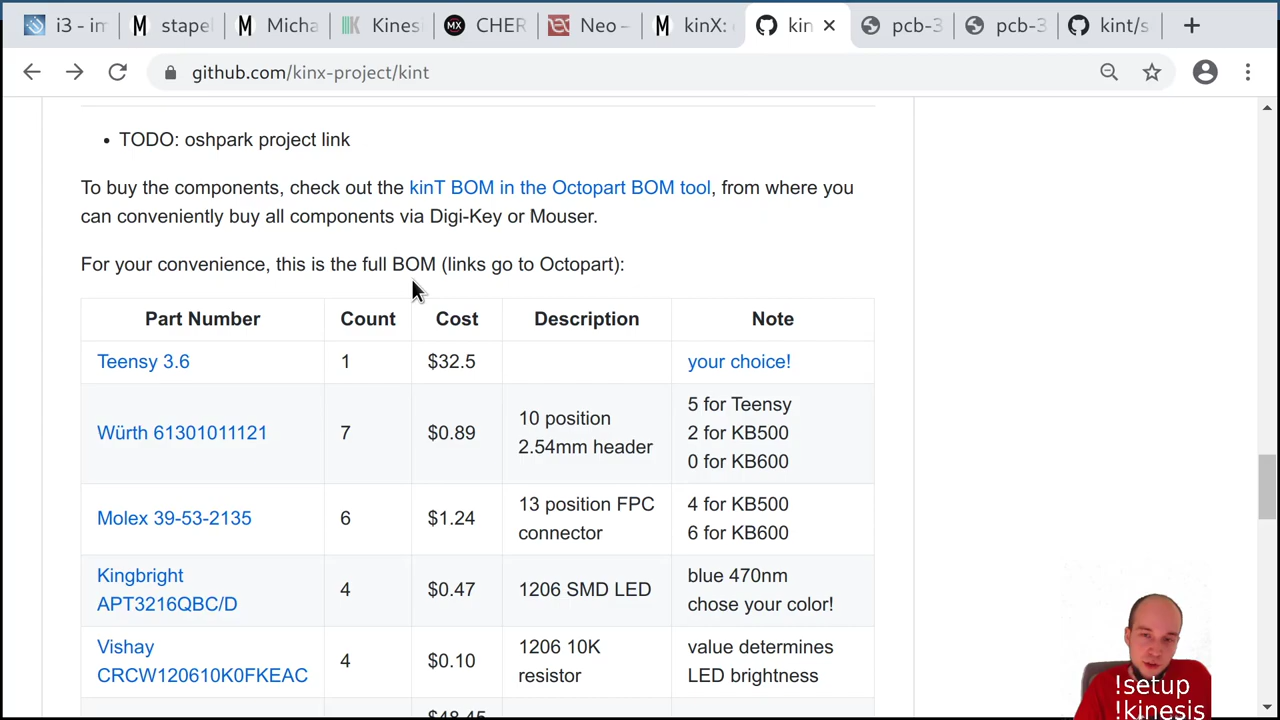 i3 – im
stapel
Micha
Kinesi
CHER
Neo –
kinX:
kin
pcb-3
pcb-3
kint/s
github.com/kinx-project/kint
• TODO: oshpark project link
To buy the components, check out the kinT BOM in the Octopart BOM tool, from where you
can conveniently buy all components via Digi-Key or Mouser.
For your convenience, this is the full BOM (links go to Octopart):
Part Number Count Cost Description Note
Teensy 3.6 1 $32.5 your choice!
Würth 61301011121 7 $0.89
10 position
2.54mm header
5 for Teensy
2 for KB500
0 for KB600
Molex 39-53-2135 6 $1.24
13 position FPC
connector
4 for KB500
6 for KB600
Kingbright
APT3216QBC/D
4 $0.47 1206 SMD LED
blue 470nm
chose your color!
Vishay
CRCW120610K0FKEAC
4 $0.10
1206 10K
resistor
value determines
LED brightness
$48.45
!setup
!kinesis